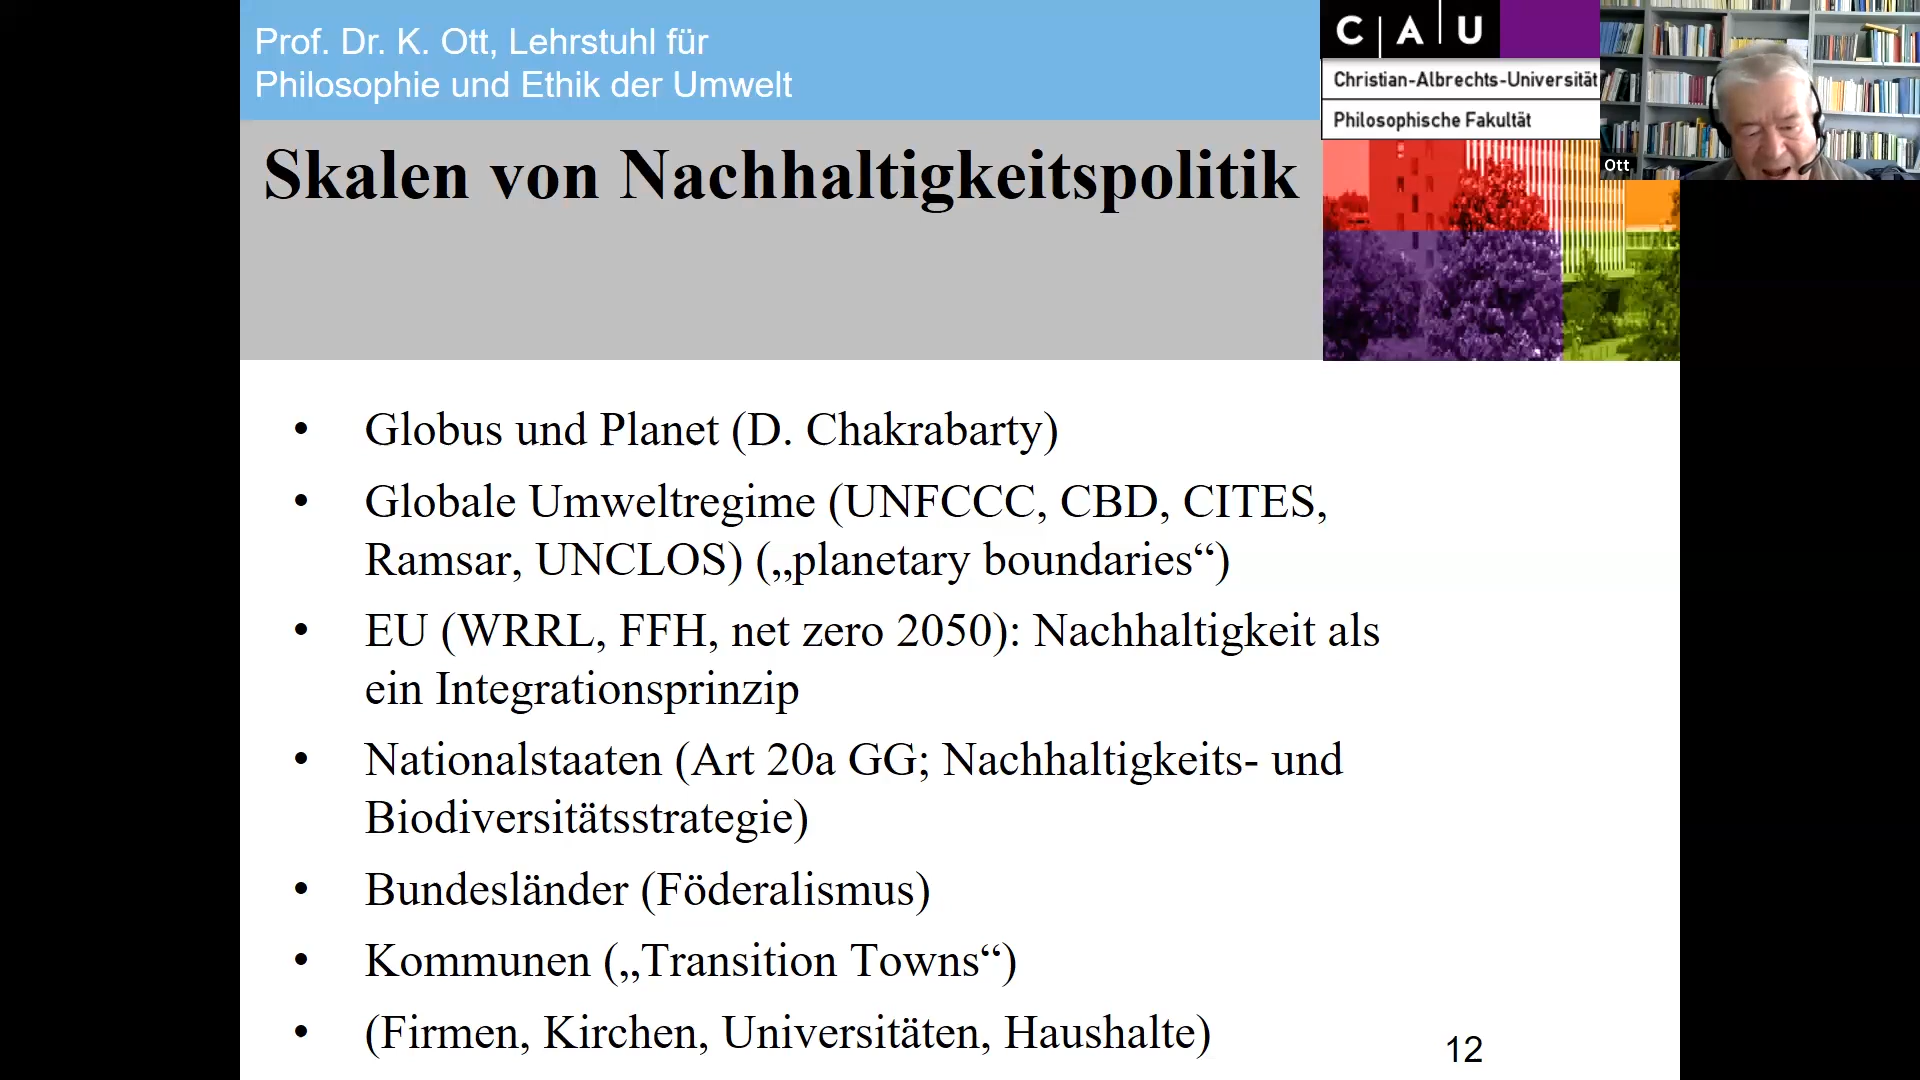 Prof. Dr. K. Ott, Lehrstuhl für
Philosophie und Ethik der Umwelt
C A U
Christian-Albrechts-Universität
Philosophische Fakultät
Ott
Skalen von Nachhaltigkeitspolitik
• Globus und Planet (D. Chakrabarty)
• Globale Umweltregime (UNFCCC, CBD, CITES,
Ramsar, UNCLOS) („planetary boundaries“)
• EU (WRRL, FFH, net zero 2050): Nachhaltigkeit als
ein Integrationsprinzip
• Nationalstaaten (Art 20a GG; Nachhaltigkeits- und
Biodiversitätsstrategie)
• Bundesländer (Föderalismus)
• Kommunen („Transition Towns“)
• (Firmen, Kirchen, Universitäten, Haushalte)
12